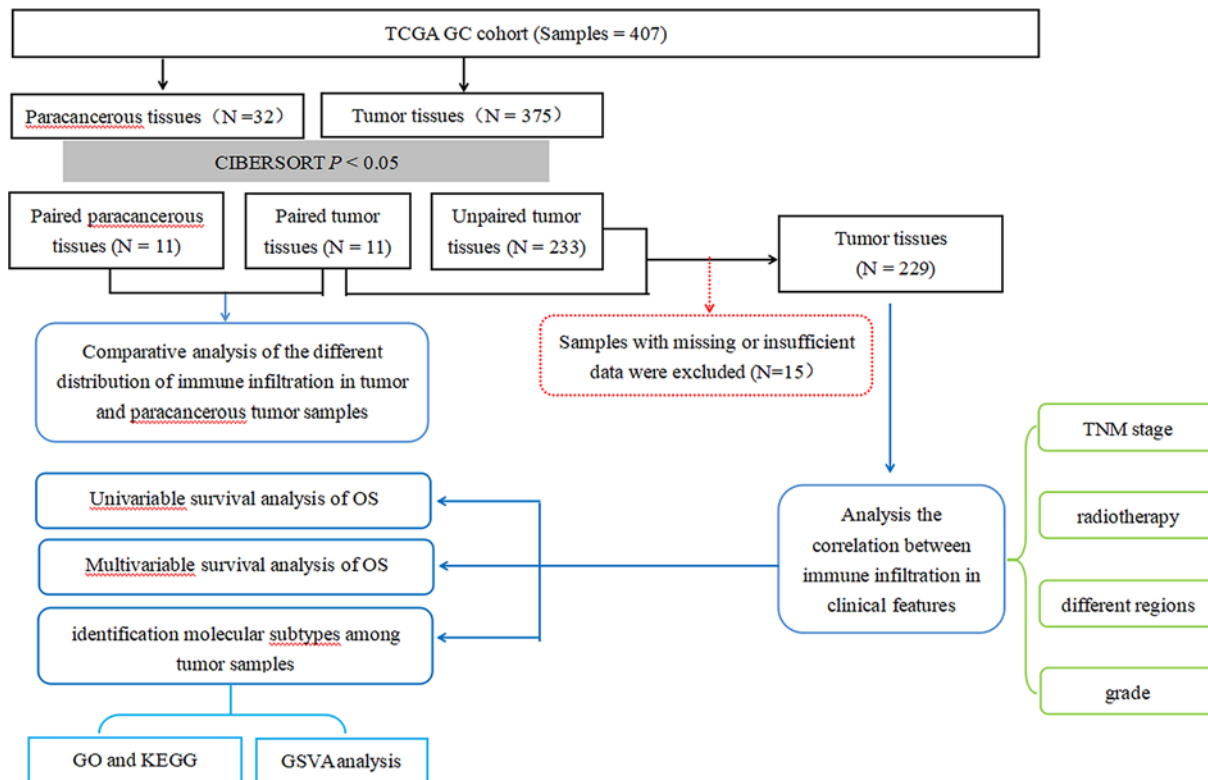 TCGA GC cohort (Samples = 407)
Paracancerous tissues（N =32）
Tumor tissues（N = 375）
CIBERSORT P < 0.05
Paired paracancerous
tissues (N = 11)
Paired tumor
tissues (N = 11)
Unpaired tumor
tissues (N = 233)
Tumor tissues
(N = 229)
Comparative analysis of the different
distribution of immune infiltration in tumor
and paracancerous tumor samples
Samples with missing or insufficient
data were excluded (N=15）
TNM stage
radiotherapy
different regions
grade
Analysis the
correlation between
immune infiltration in
clinical features
Univariable survival analysis of OS
Multivariable survival analysis of OS
identification molecular subtypes among
tumor samples
GO and KEGG
GSVA analysis